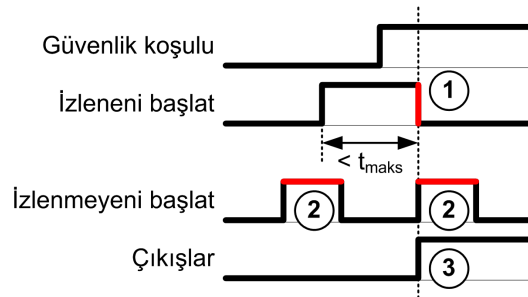 Güvenlik koşulu
İzleneni başlat
1
< tmaks
İzlenmeyeni başlat
2
2
Çıkışlar
3